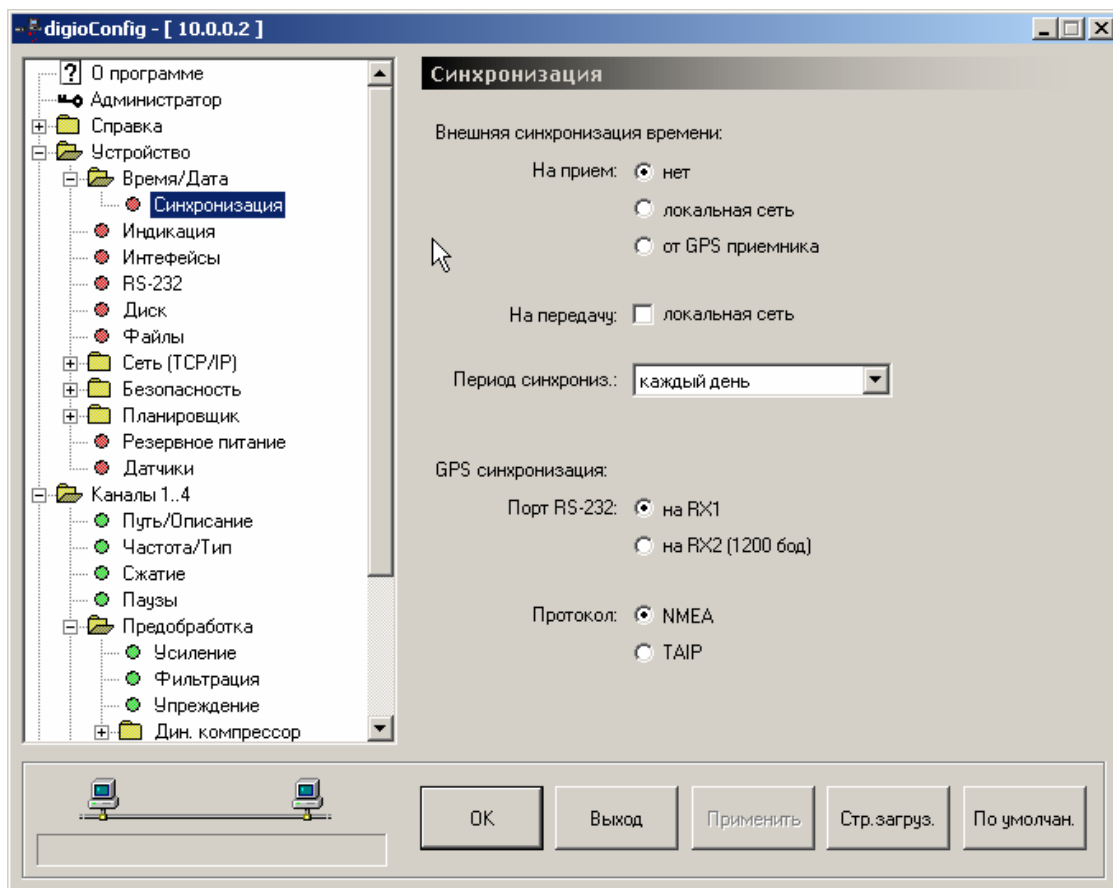 digioConfig - [ 10.0.0.2 ]
? О программе
Администратор
Справка
Устройство
Время/Дата
Синхронизация
Индикация
Интефейсы
RS-232
Диск
Файлы
Сеть (TCP/IP)
Безопасность
Планировщик
Резервное питание
Датчики
Каналы 1..4
Путь/Описание
Частота/Тип
Сжатие
Паузы
Предобработка
Усиление
Фильтрация
Упреждение
Дин. компрессор
Синхронизация
Внешняя синхронизация времени:
На прием: нет
локальная сеть
от GPS приемника
На передачу: локальная сеть
Период синхрониз.: каждый день
GPS синхронизация:
Порт RS-232: на RX1
на RX2 (1200 бод)
Протокол: NMEA
TAIP
OK Выход Применить Стр.загруз. По умолчан.